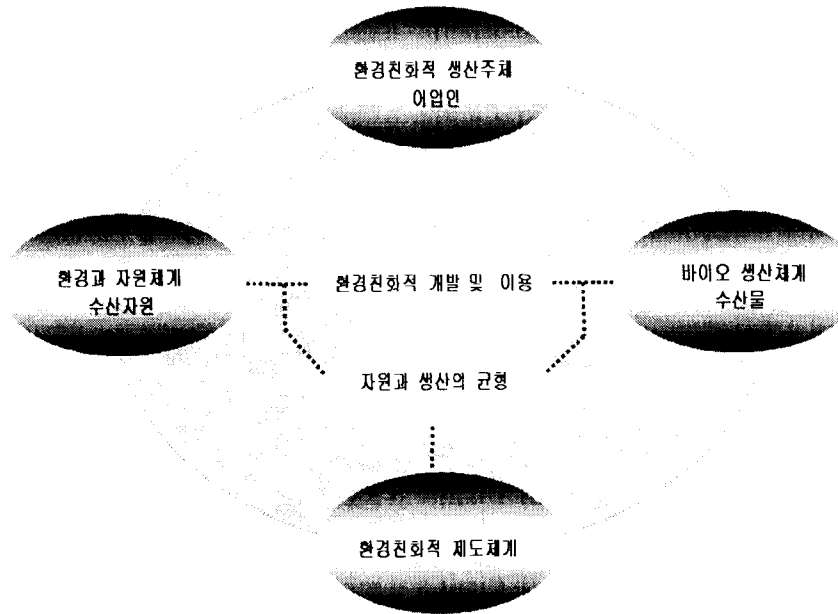 환경친화적 생산주체
어업인
환경과 자원체계
수산자원
환경친화적 개발 및 이용
바이오 생산체계
수산물
자원과 생산의 균형
환경친화적 제도체계